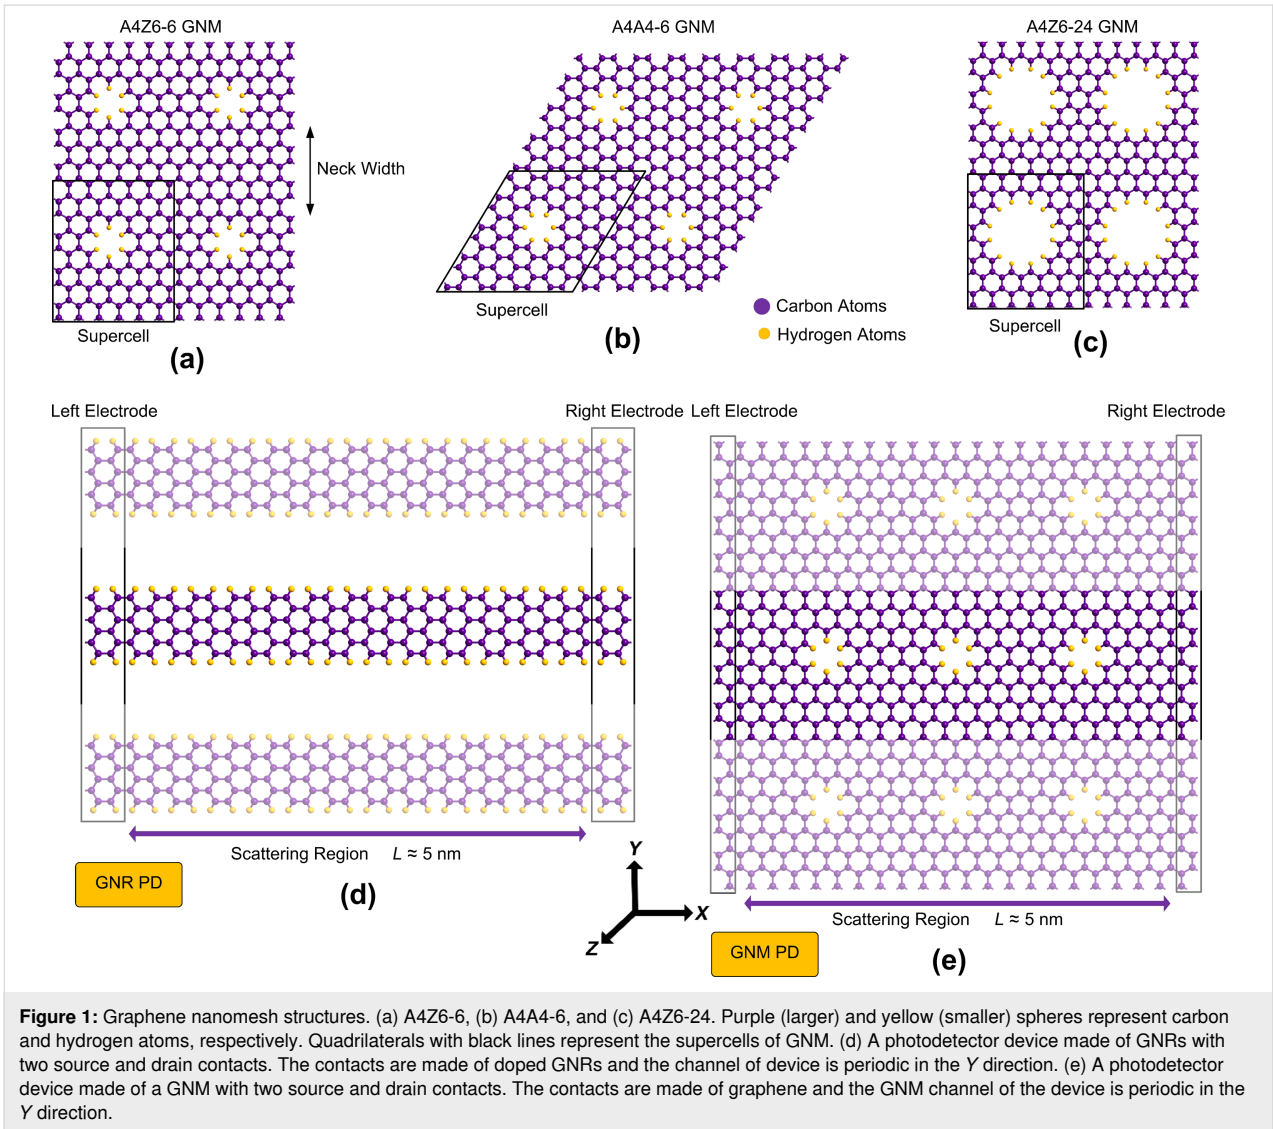 A4Z6-6 GNM
A4A4-6 GNM
A4Z6-24 GNM
Neck Width
Supercell
Supercell
Supercell
Carbon Atoms
Hydrogen Atoms
(a)
(b)
(c)
Left Electrode
Right Electrode
Left Electrode
Right Electrode
Scattering Region L ≈ 5 nm
GNR PD
(d)
Y
X
Z
Scattering Region L ≈ 5 nm
GNM PD
(e)
Figure 1: Graphene nanomesh structures. (a) A4Z6-6, (b) A4A4-6, and (c) A4Z6-24. Purple (larger) and yellow (smaller) spheres represent carbon
and hydrogen atoms, respectively. Quadrilaterals with black lines represent the supercells of GNM. (d) A photodetector device made of GNRs with
two source and drain contacts. The contacts are made of doped GNRs and the channel of device is periodic in the Y direction. (e) A photodetector
device made of a GNM with two source and drain contacts. The contacts are made of graphene and the GNM channel of the device is periodic in the
Y direction.